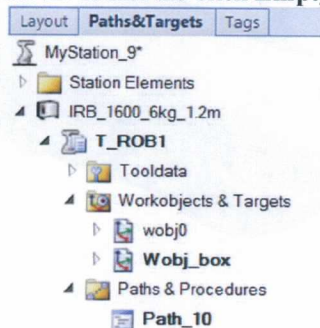 Layout Paths&Targets Tags
MyStation_9*
Station Elements
IRB_1600_6kg_1.2m
T_ROB1
Tooldata
Workobjects & Targets
wobj0
Wobj_box
Paths & Procedures
Path_10